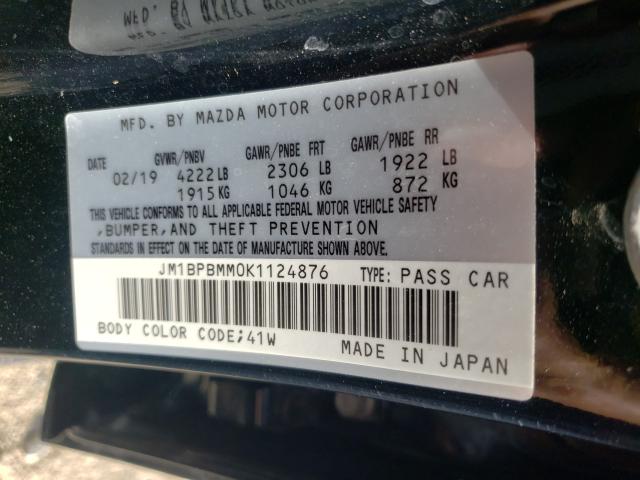 MFD. BY MAZDA MOTOR CORPORATION
DATE GVWR/PNBV GAWR/PNBE FRT GAWR/PNBE RR
02/19 4222 LB 2306 LB 1922 LB
1915 KG 1046 KG 872 KG
THIS VEHICLE CONFORMS TO ALL APPLICABLE FEDERAL MOTOR VEHICLE SAFETY
,BUMPER,AND THEFT PREVENTION
STANDARDS IN EFFECT ON THE DATE OF MANUFACTURE SHOWN ABOVE.
JM1BPBMM0K1124876 TYPE: PASS CAR
BODY COLOR CODE;41W
MADE IN JAPAN